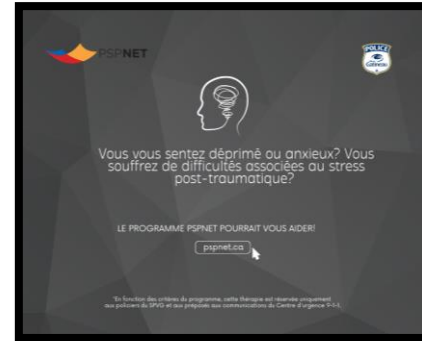 PSPNET
POLICE
Gatineau
Vous vous sentez déprimé ou anxieux? Vous
souffrez de difficultés associées au stress
post-traumatique?
LE PROGRAMME PSPNET POURRAIT VOUS AIDER!
pspnet.ca
*En fonction des critères du programme, cette thérapie est réservée uniquement
aux policiers du SPVG et aux préposés aux communications du Centre d'urgence 9-1-1.